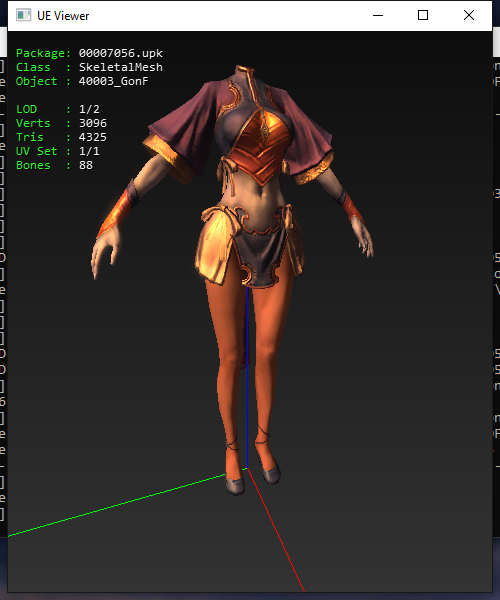 UE Viewer
Package: 00007056.upk
Class : SkeletalMesh
Object : 40003_GonF
LOD : 1/2
Verts : 3096
Tris : 4325
UV Set : 1/1
Bones : 88